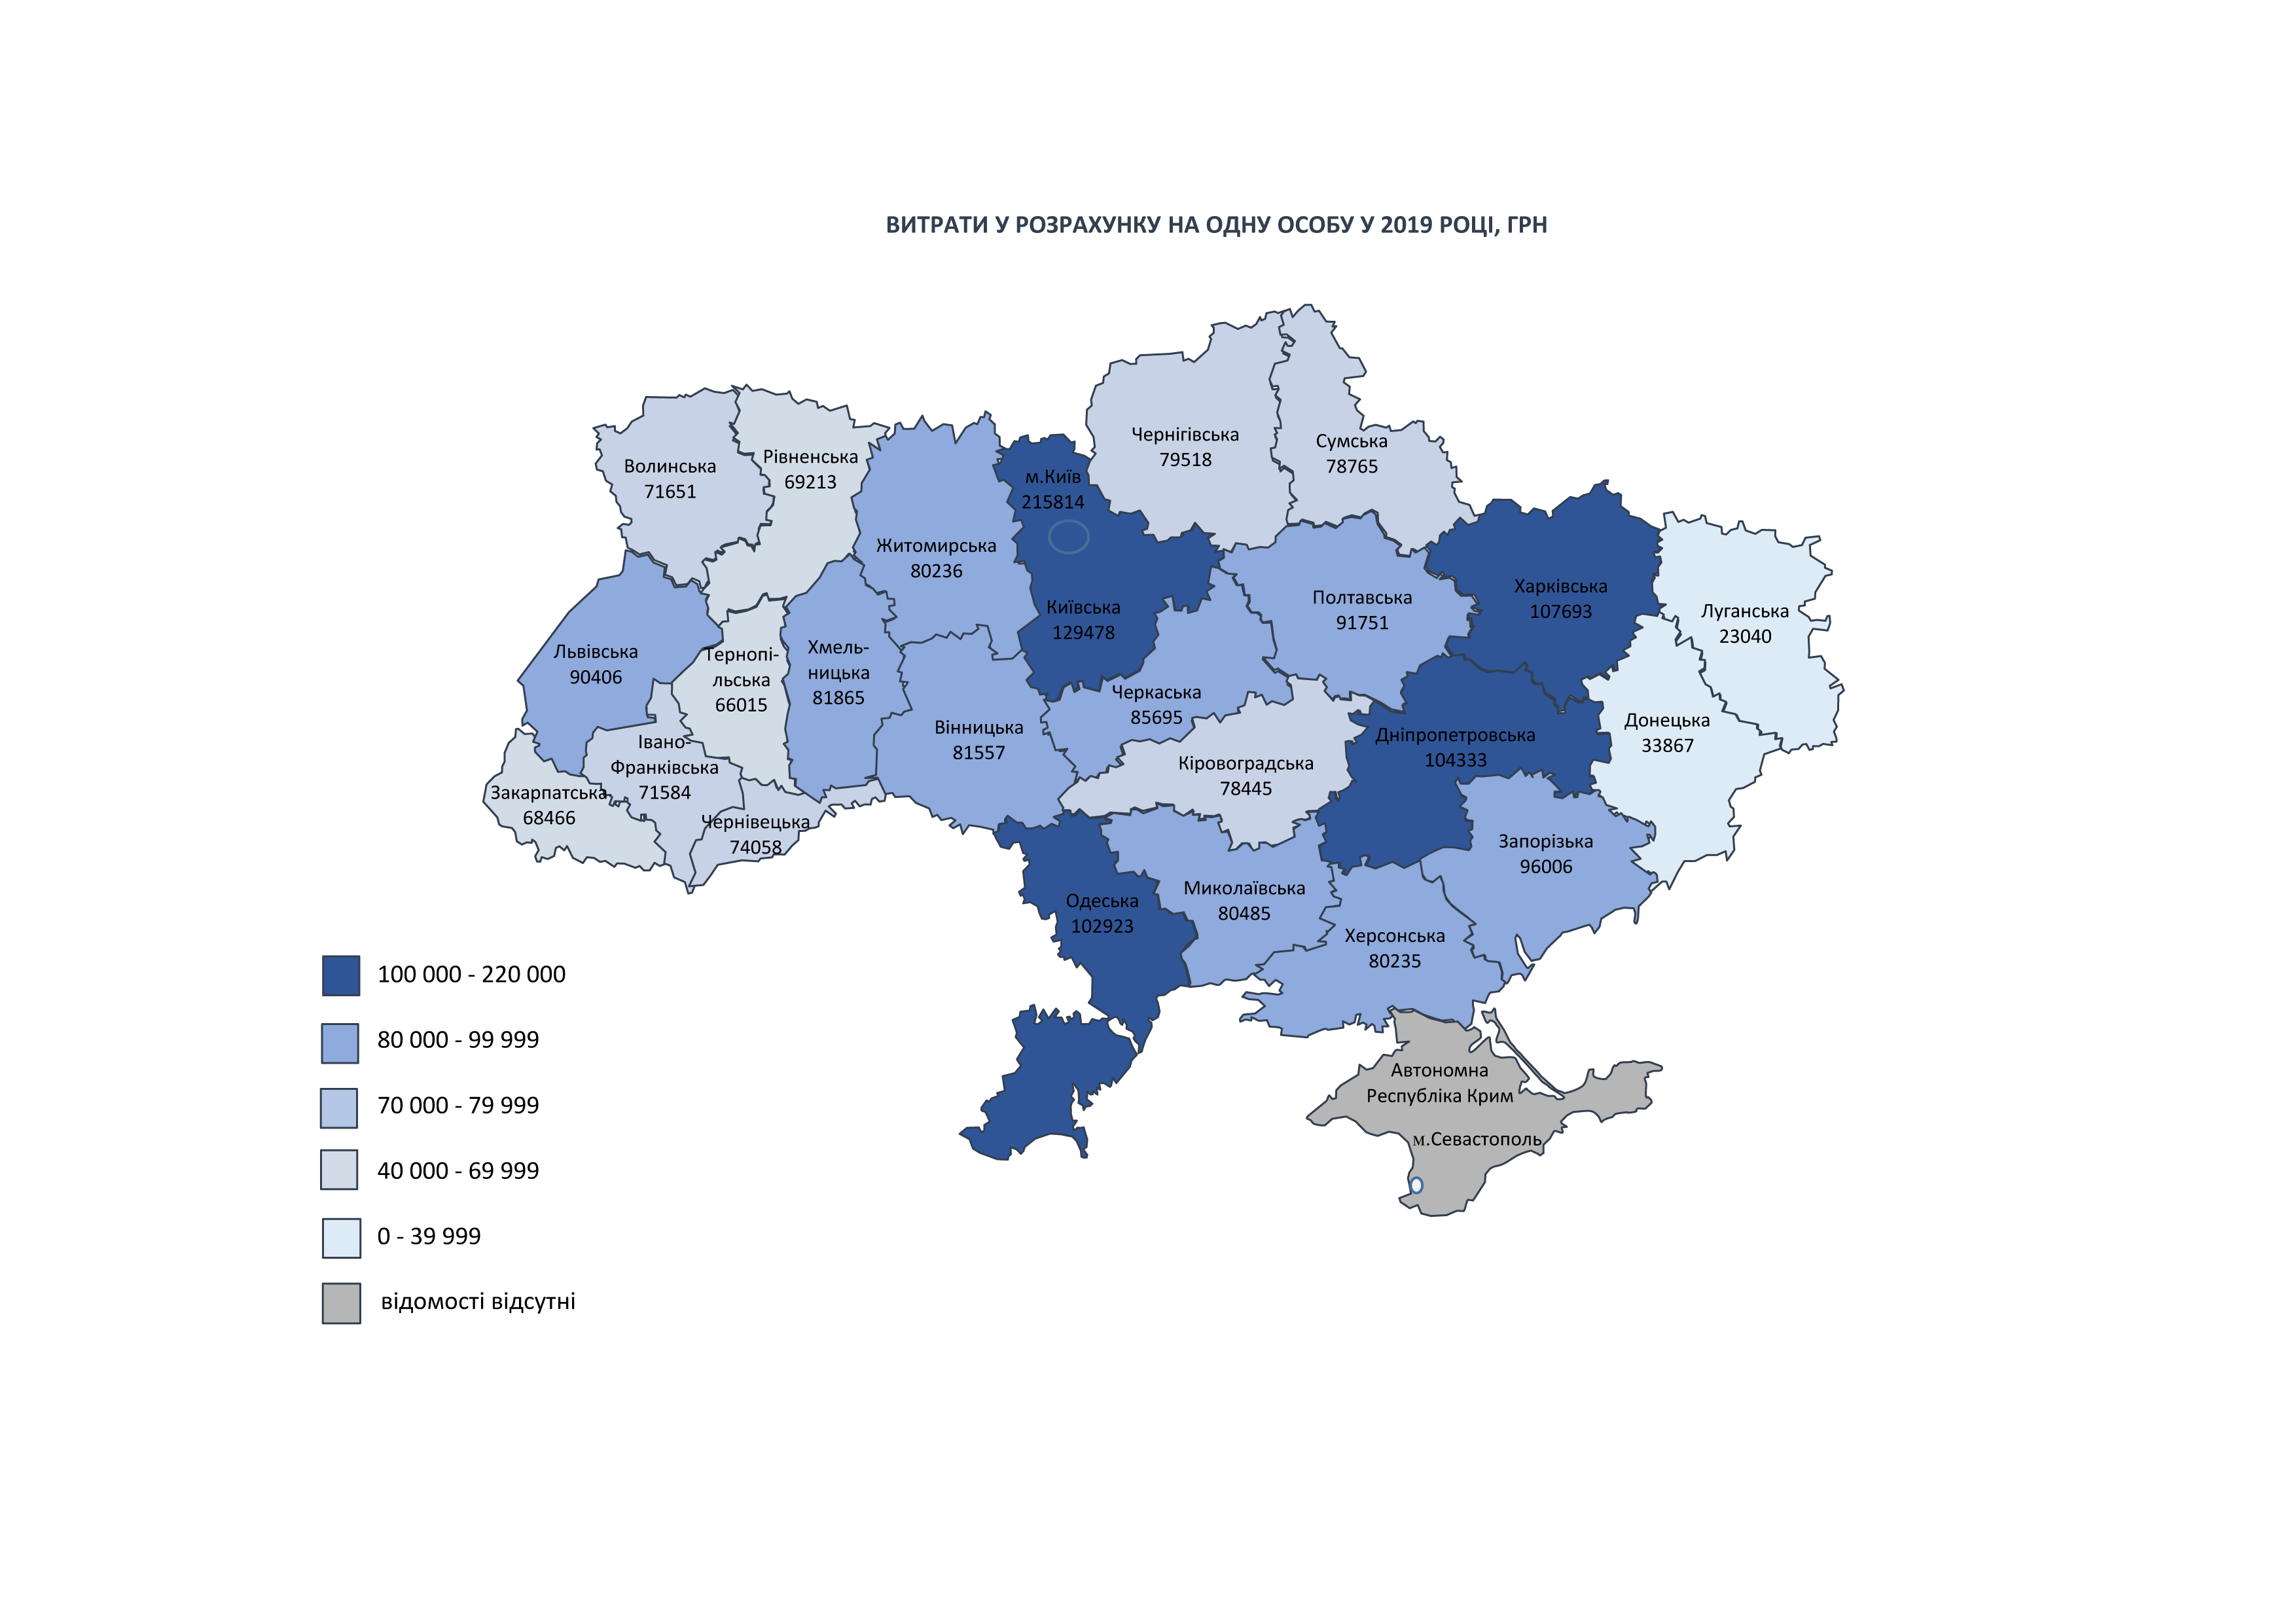 ВИТРАТИ У РОЗРАХУНКУ НА ОДНУ ОСОБУ У 2019 РОЦІ, ГРН
Чернігівська
79518
Сумська
78765
Волинська
71651
Рівненська
69213
м.Київ
215814
Житомирська
80236
Київська
129478
Полтавська
91751
Харківська
107693
Луганська
23040
Львівська
90406
Тернопі-
льська
66015
Хмель-
ницька
81865
Вінницька
81557
Черкаська
85695
Кіровоградська
78445
Дніпропетровська
104333
Донецька
33867
Івано-
Франківська
71584
Закарпатська
68466
Чернівецька
74058
Одеська
102923
Миколаївська
80485
Запорізька
96006
Херсонська
80235
Автономна
Республіка Крим
м.Севастополь
100 000 - 220 000
80 000 - 99 999
70 000 - 79 999
40 000 - 69 999
0 - 39 999
відомості відсутні